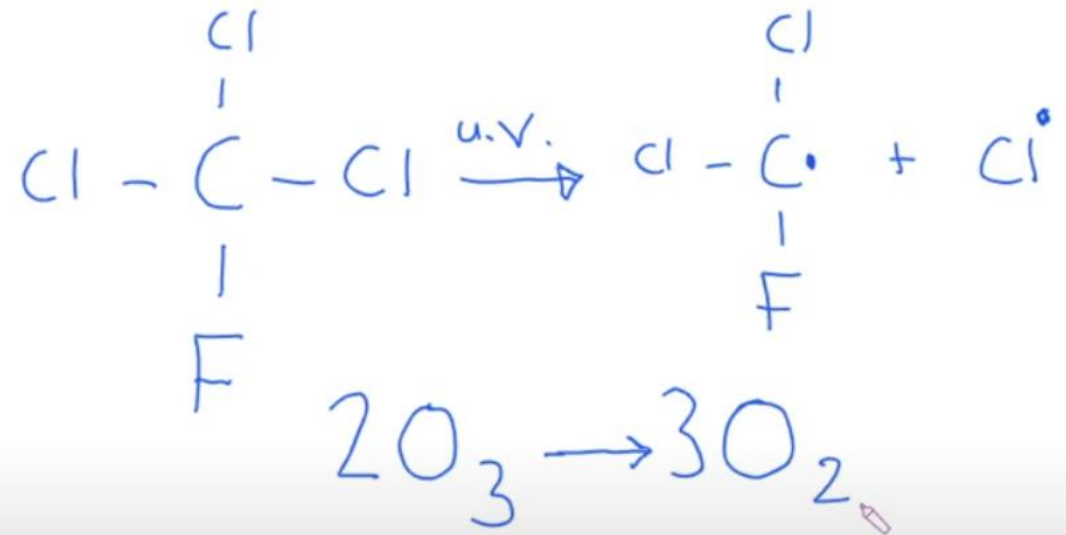 Cl Cl
| |
Cl - C - Cl u.v. → Cl - C• + Cl•
| |
F F
2O₃ → 3O₂